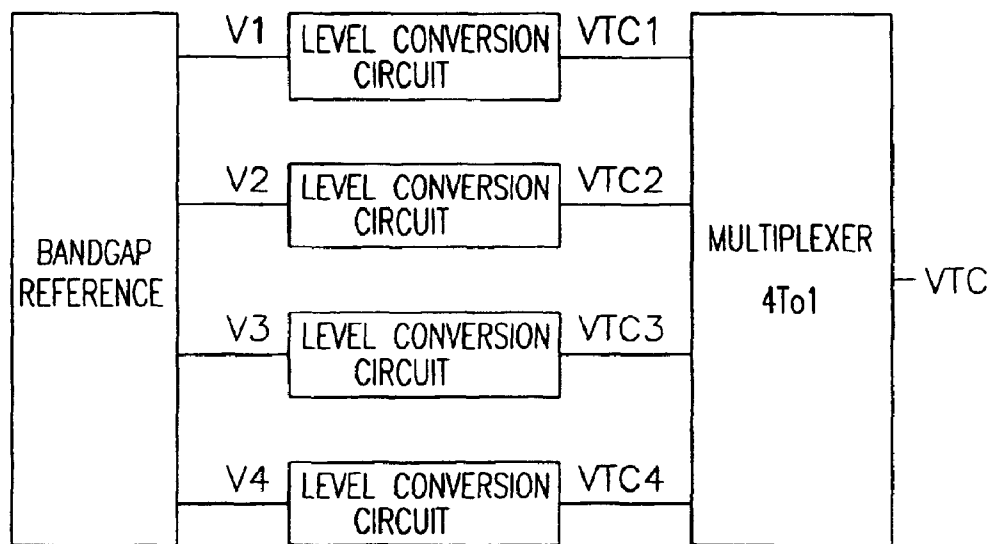 V1
LEVEL CONVERSION
CIRCUIT
VTC1
V2
LEVEL CONVERSION
CIRCUIT
VTC2
BANDGAP
REFERENCE
MULTIPLEXER
4To1
VTC
V3
LEVEL CONVERSION
CIRCUIT
VTC3
V4
LEVEL CONVERSION
CIRCUIT
VTC4